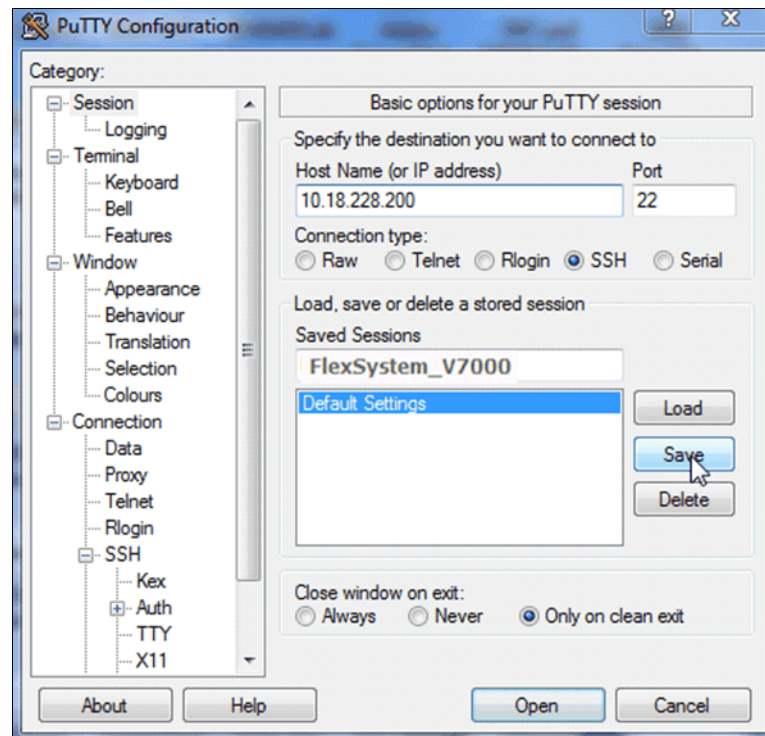 PuTTY Configuration
?
X
Category:
Session
Logging
Terminal
Keyboard
Bell
Features
Window
Appearance
Behaviour
Translation
Selection
Colours
Connection
Data
Proxy
Telnet
Rlogin
SSH
Kex
Auth
TTY
X11
Basic options for your PuTTY session
Specify the destination you want to connect to
Host Name (or IP address) Port
10.18.228.200 22
Connection type:
Raw Telnet Rlogin SSH Serial
Load, save or delete a stored session
Saved Sessions
FlexSystem_V7000
Default Settings
Load
Save
Delete
Close window on exit:
Always Never Only on clean exit
About Help Open Cancel